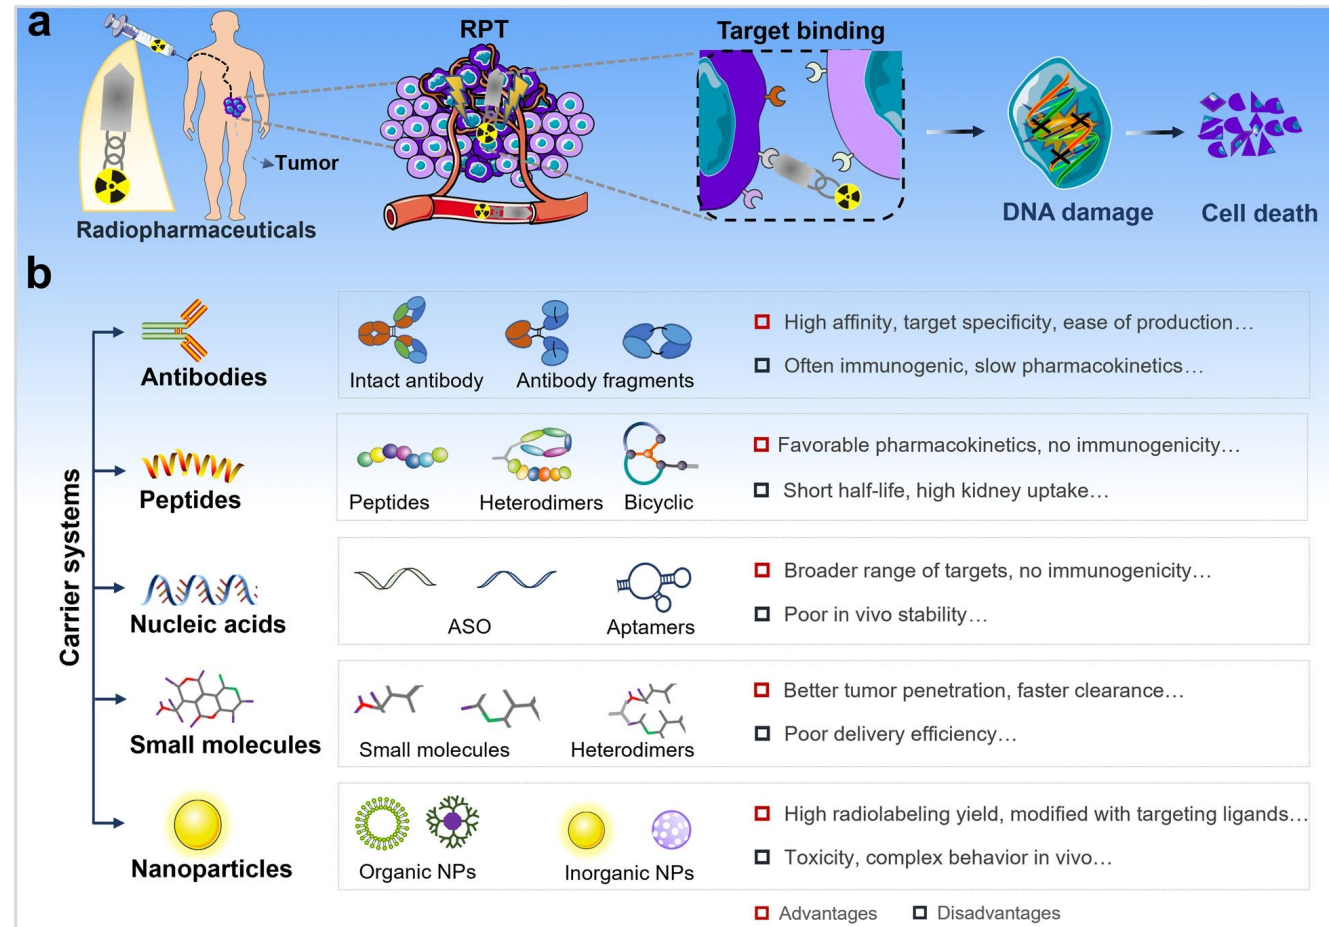 a
RPT
Target binding
Tumor
Radiopharmaceuticals
DNA damage
Cell death
b
Carrier systems
Antibodies
Intact antibody
Antibody fragments
High affinity, target specificity, ease of production…
Often immunogenic, slow pharmacokinetics…
Peptides
Peptides
Heterodimers
Bicyclic
Favorable pharmacokinetics, no immunogenicity…
Short half-life, high kidney uptake…
Nucleic acids
ASO
Aptamers
Broader range of targets, no immunogenicity…
Poor in vivo stability…
Small molecules
Small molecules
Heterodimers
Better tumor penetration, faster clearance…
Poor delivery efficiency…
Nanoparticles
Organic NPs
Inorganic NPs
High radiolabeling yield, modified with targeting ligands…
Toxicity, complex behavior in vivo…
Advantages
Disadvantages